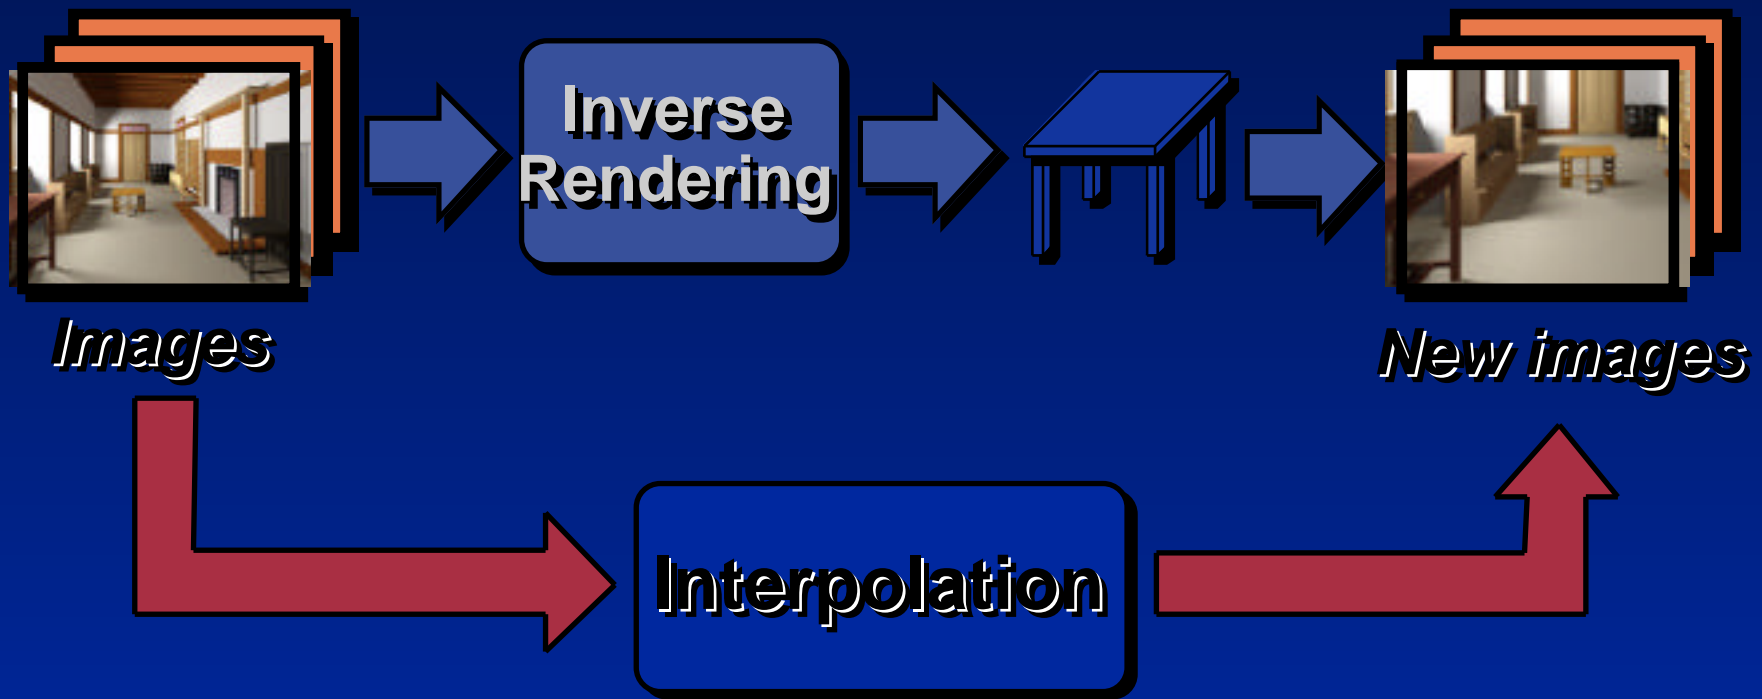 Inverse
Rendering
Images
New images
Interpolation